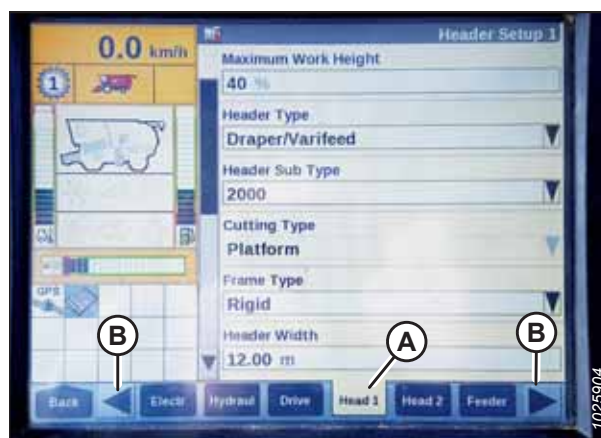 0.0 km/h
Header Setup 1
1
Maximum Work Height
40 %
Header Type
Draper/Varifeed
Header Sub Type
2000
Cutting Type
Platform
Frame Type
Rigid
GPS
Header Width
12.00 m
B
A
B
Back
Electr
Hydraul
Drive
Head 1
Head 2
Feeder
1025904